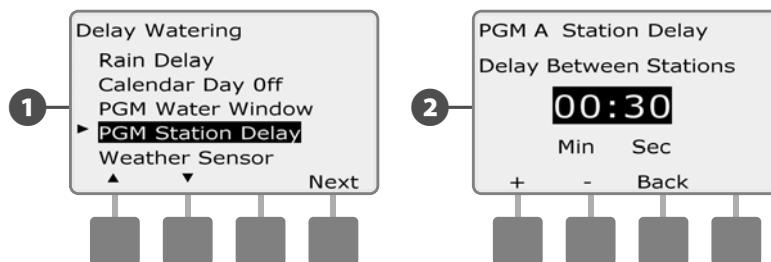 1
Delay Watering
Rain Delay
Calendar Day Off
PGM Water Window
► PGM Station Delay
Weather Sensor
▲ ▼ Next
2
PGM A Station Delay
Delay Between Stations
00:30
Min Sec
+ - Back